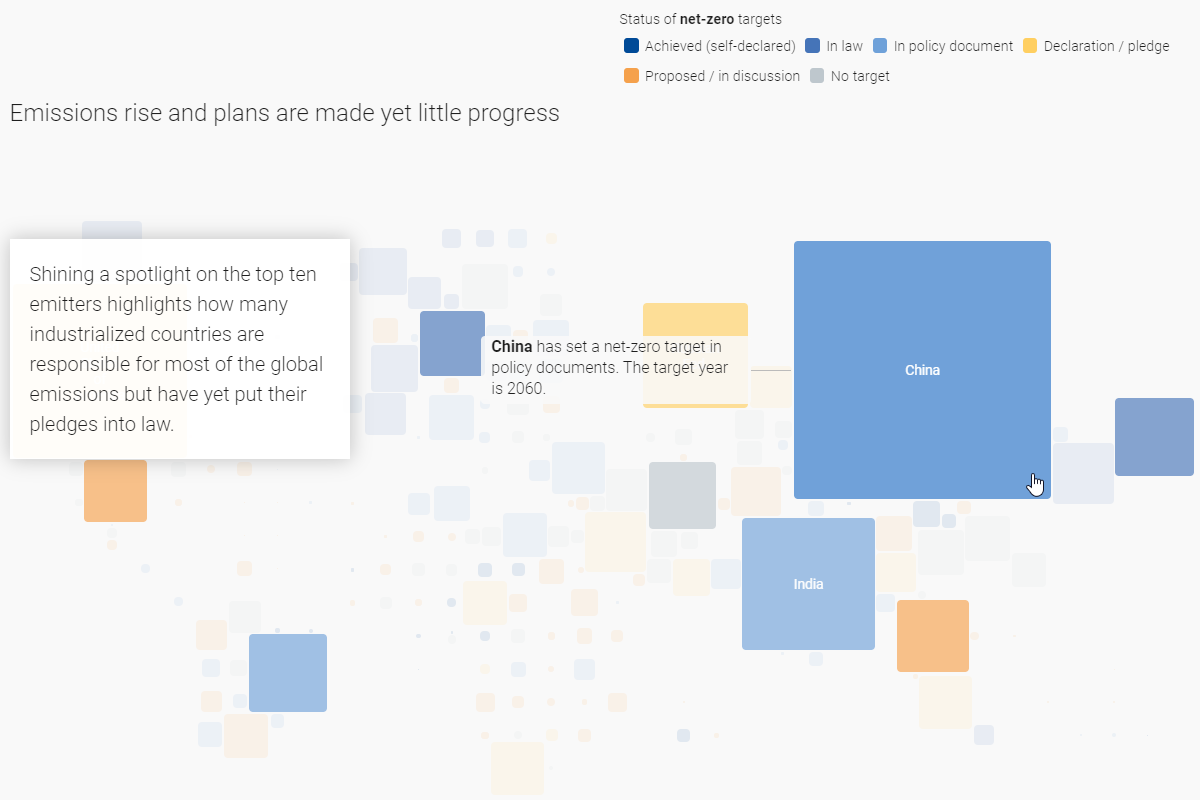 Status of net-zero targets
Achieved (self-declared)
In law
In policy document
Declaration / pledge
Proposed / in discussion
No target
Emissions rise and plans are made yet little progress
Shining a spotlight on the top ten
emitters highlights how many
industrialized countries are
responsible for most of the global
emissions but have yet put their
pledges into law.
China has set a net-zero target in
policy documents. The target year
is 2060.
China
India